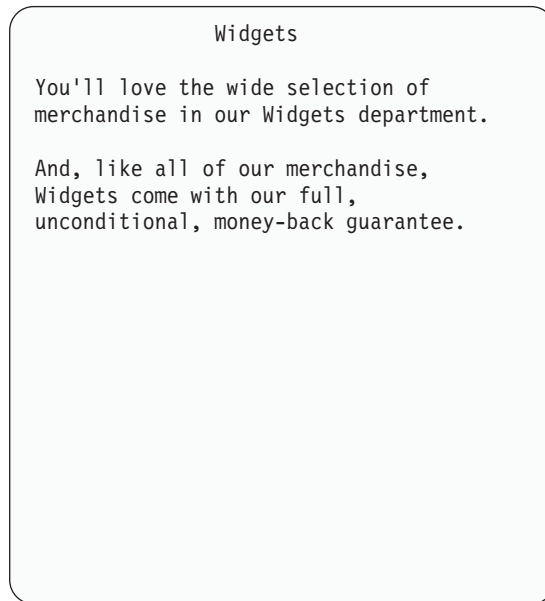 Widgets
You'll love the wide selection of
merchandise in our Widgets department.
And, like all of our merchandise,
Widgets come with our full,
unconditional, money-back guarantee.